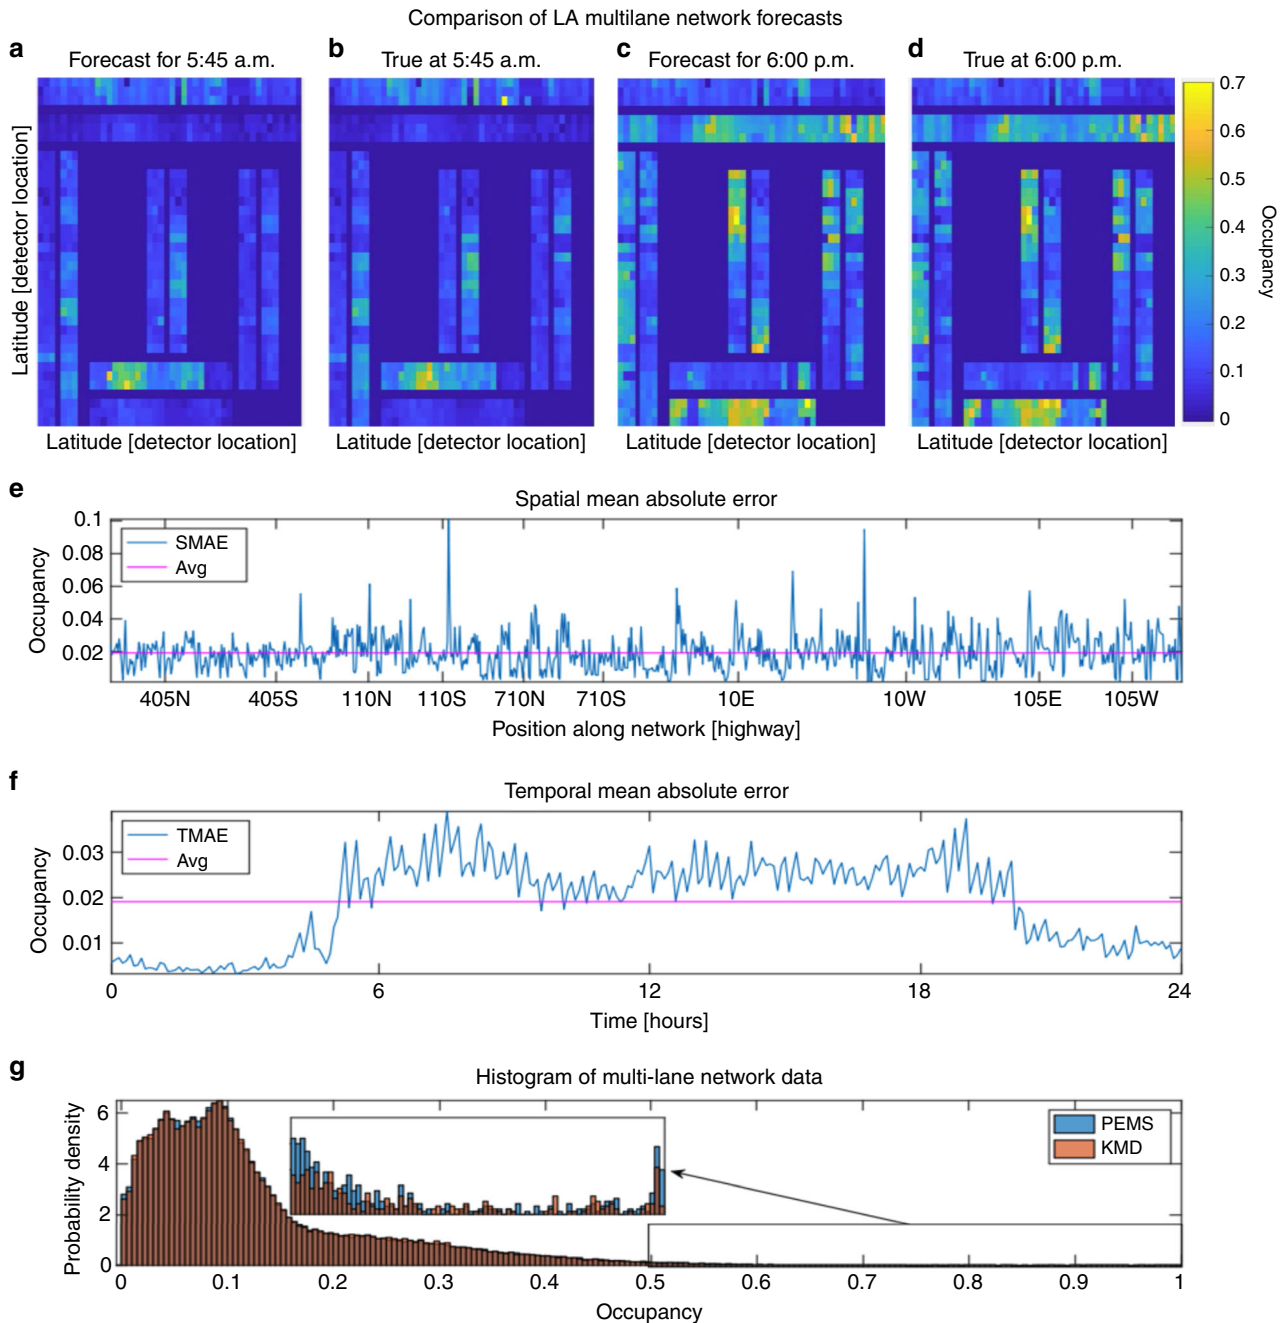 Comparison of LA multilane network forecasts
a
Forecast for 5:45 a.m.
b
True at 5:45 a.m.
c
Forecast for 6:00 p.m.
d
True at 6:00 p.m.
Latitude [detector location]
Latitude [detector location]
Latitude [detector location]
Latitude [detector location]
Latitude [detector location]
0.7
0.6
0.5
0.4
0.3
0.2
0.1
0
Occupancy
e
Spatial mean absolute error
Occupancy
0.1
0.08
0.06
0.04
0.02
SMAE
Avg
405N 405S 110N 110S 710N 710S 10E 10W 105E 105W
Position along network [highway]
f
Temporal mean absolute error
Occupancy
0.03
0.02
0.01
TMAE
Avg
0 6 12 18 24
Time [hours]
g
Histogram of multi-lane network data
Probability density
6
4
2
0
PEMS
KMD
0 0.1 0.2 0.3 0.4 0.5 0.6 0.7 0.8 0.9 1
Occupancy